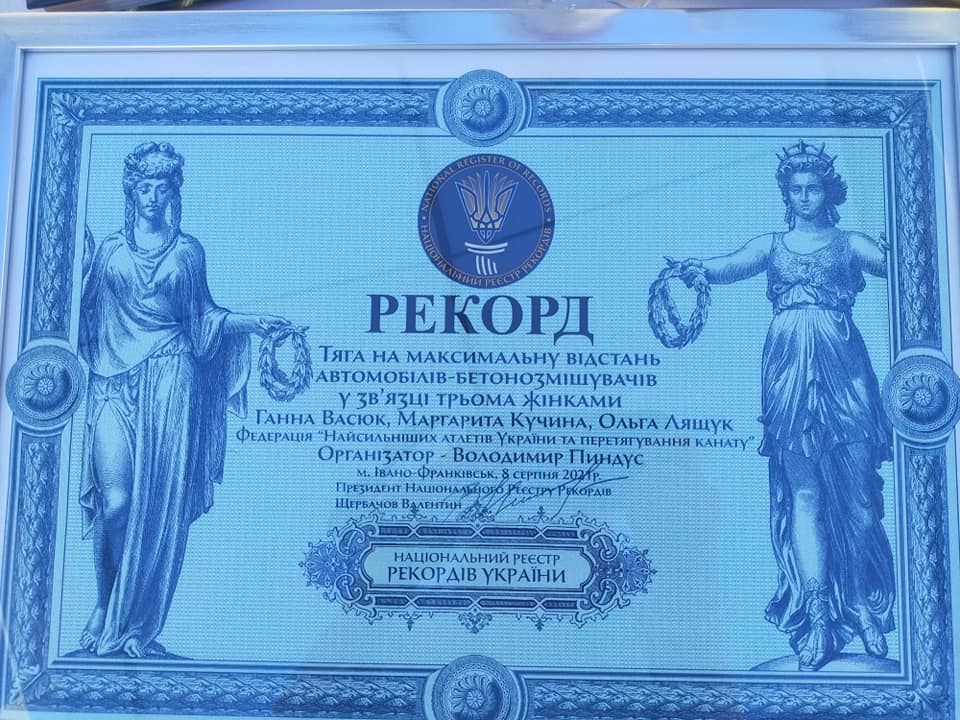 NATIONAL REGISTER OF RECORDS
НАЦІОНАЛЬНИЙ РЕЄСТР РЕКОРДІВ
РЕКОРД
Тяга на максимальну відстань
автомобілів-бетонозмішувачів
у зв'язці трьома жінками
Ганна Васюк, Маргарита Кучина, Ольга Лящук
Федерація "Найсильніших атлетів України та перетягування канату"
Організатор - Володимир Пиндус
м. Івано-Франківськ, 8 серпня 2021р.
Президент Національного Реєстру Рекордів
Щербачов Валентин
НАЦІОНАЛЬНИЙ РЕЄСТР
РЕКОРДІВ УКРАЇНИ